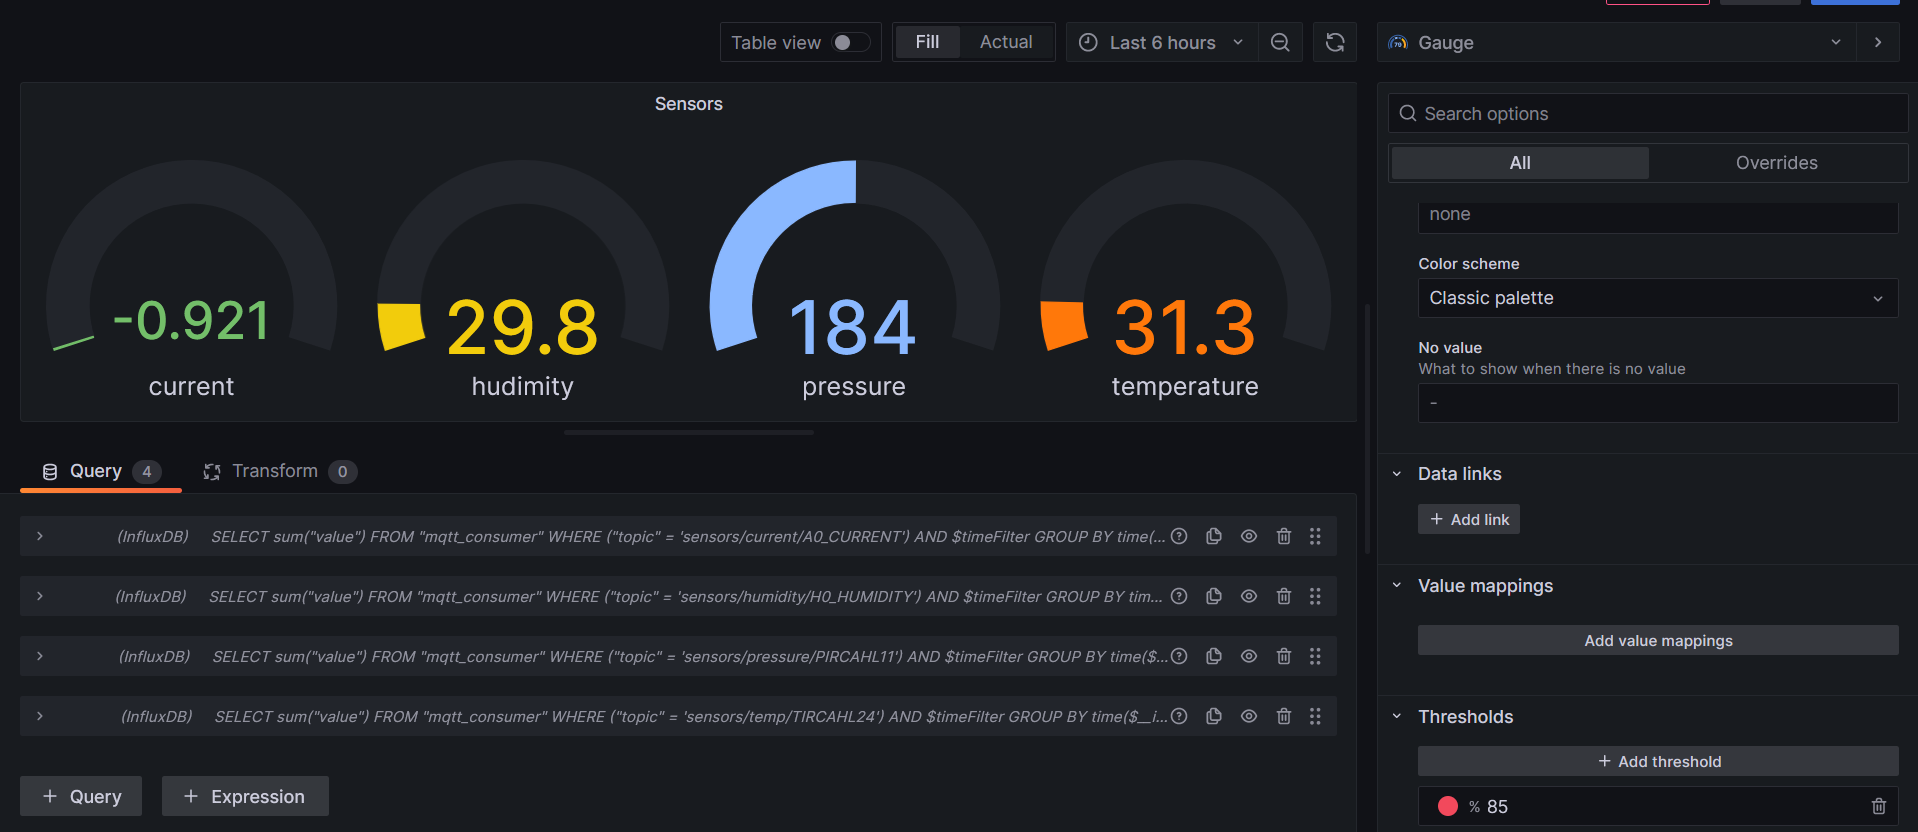 Table view
Fill
Actual
Last 6 hours
Gauge
Sensors
-0.921
current
29.8
hudimity
184
pressure
31.3
temperature
Search options
All
Overrides
none
Color scheme
Classic palette
No value
What to show when there is no value
-
Data links
+ Add link
Value mappings
Add value mappings
Thresholds
+ Add threshold
% 85
Query 4
Transform 0
(InfluxDB) SELECT sum("value") FROM "mqtt_consumer" WHERE ("topic" = 'sensors/current/A0_CURRENT') AND $timeFilter GROUP BY time(...
(InfluxDB) SELECT sum("value") FROM "mqtt_consumer" WHERE ("topic" = 'sensors/humidity/H0_HUMIDITY') AND $timeFilter GROUP BY tim...
(InfluxDB) SELECT sum("value") FROM "mqtt_consumer" WHERE ("topic" = 'sensors/pressure/PIRCAHL11') AND $timeFilter GROUP BY time($...
(InfluxDB) SELECT sum("value") FROM "mqtt_consumer" WHERE ("topic" = 'sensors/temp/TIRCAHL24') AND $timeFilter GROUP BY time($__i...
+ Query
+ Expression